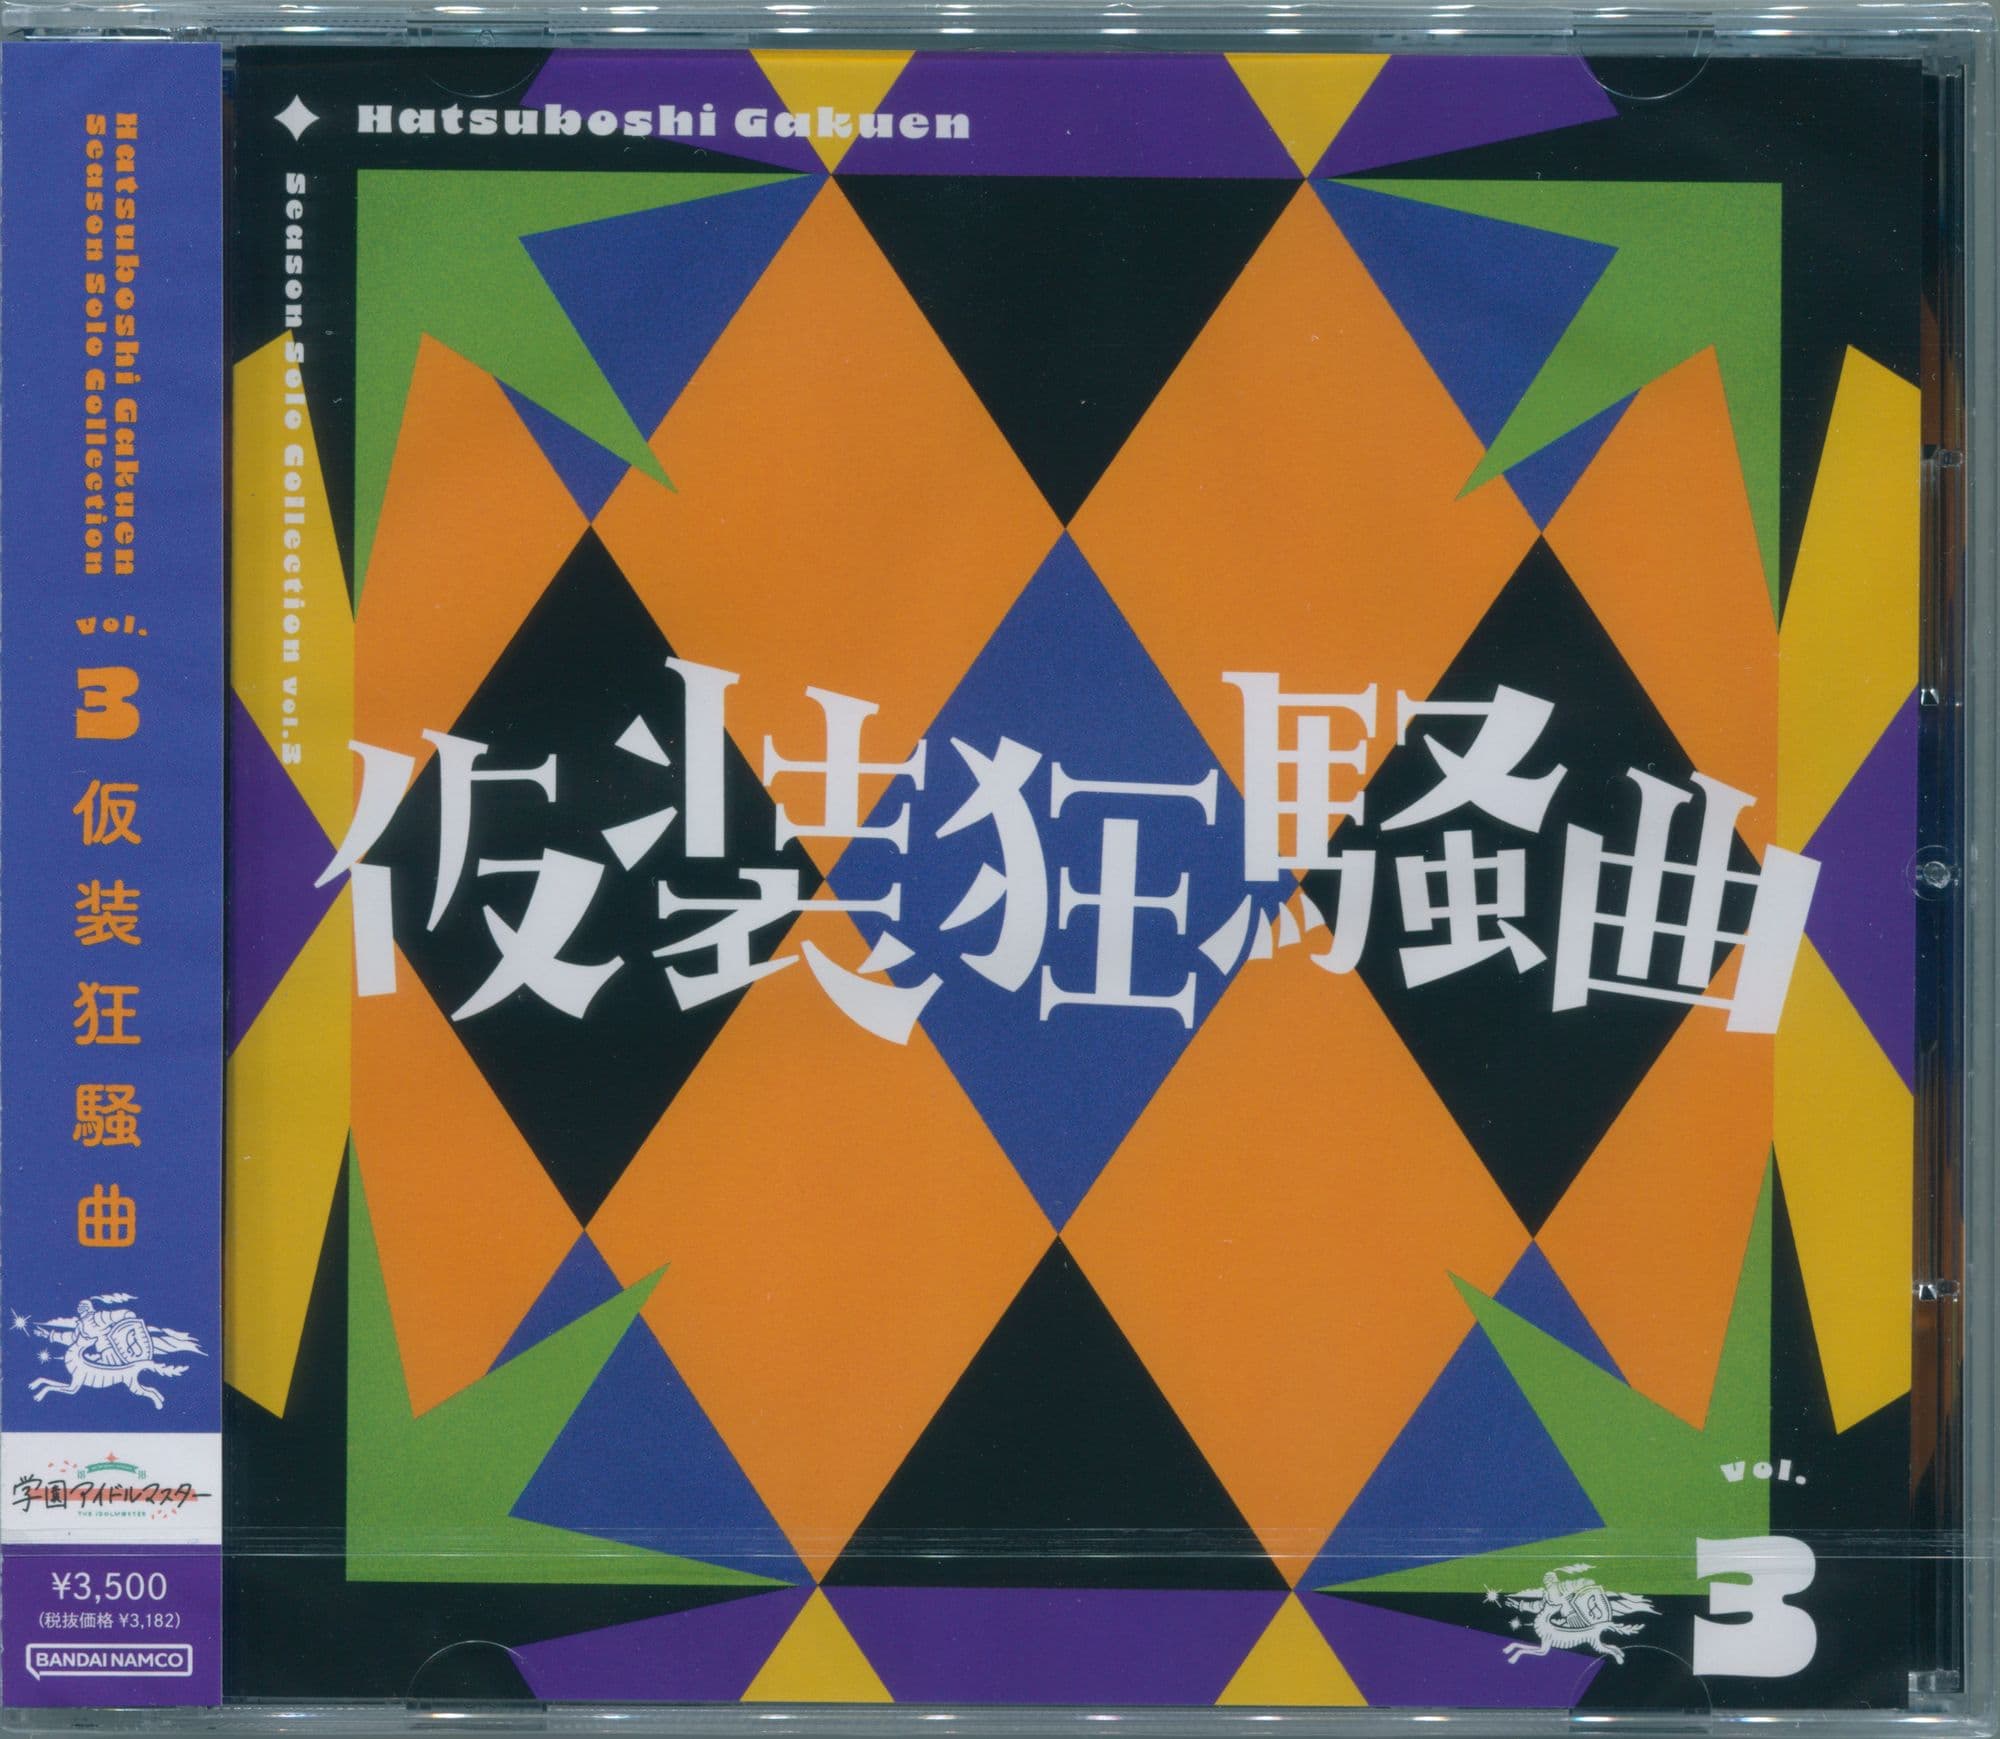 Hatsuboshi Gakuen
Season Solo Collection
vol.
3
仮装狂騒曲
学園アイドルマスター
THE IDOLM@STER
¥3,500
(税抜価格 ¥3,182)
BANDAI NAMCO
Hatsuboshi Gakuen
Season Solo Collection vol.3
仮装狂騒曲
vol.
3